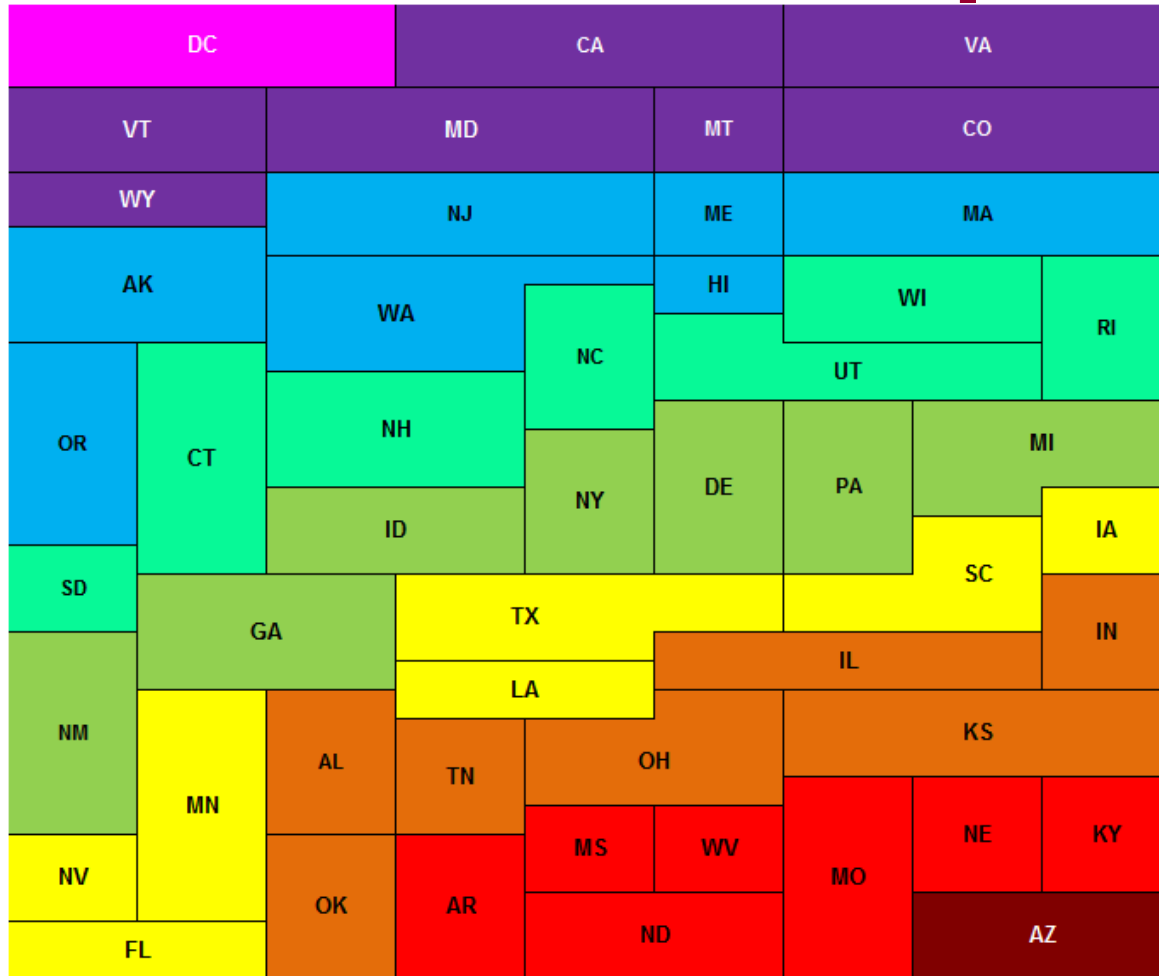 DC CA VA
VT MD MT CO
WY NJ ME MA
AK WA HI WI RI
NC UT
OR CT NH MI
NY DE PA
ID IA
SD SC
GA TX IN
LA IL
NM AL TN OH KS
MN
NV MS WV MO NE KY
OK AR ND AZ
FL